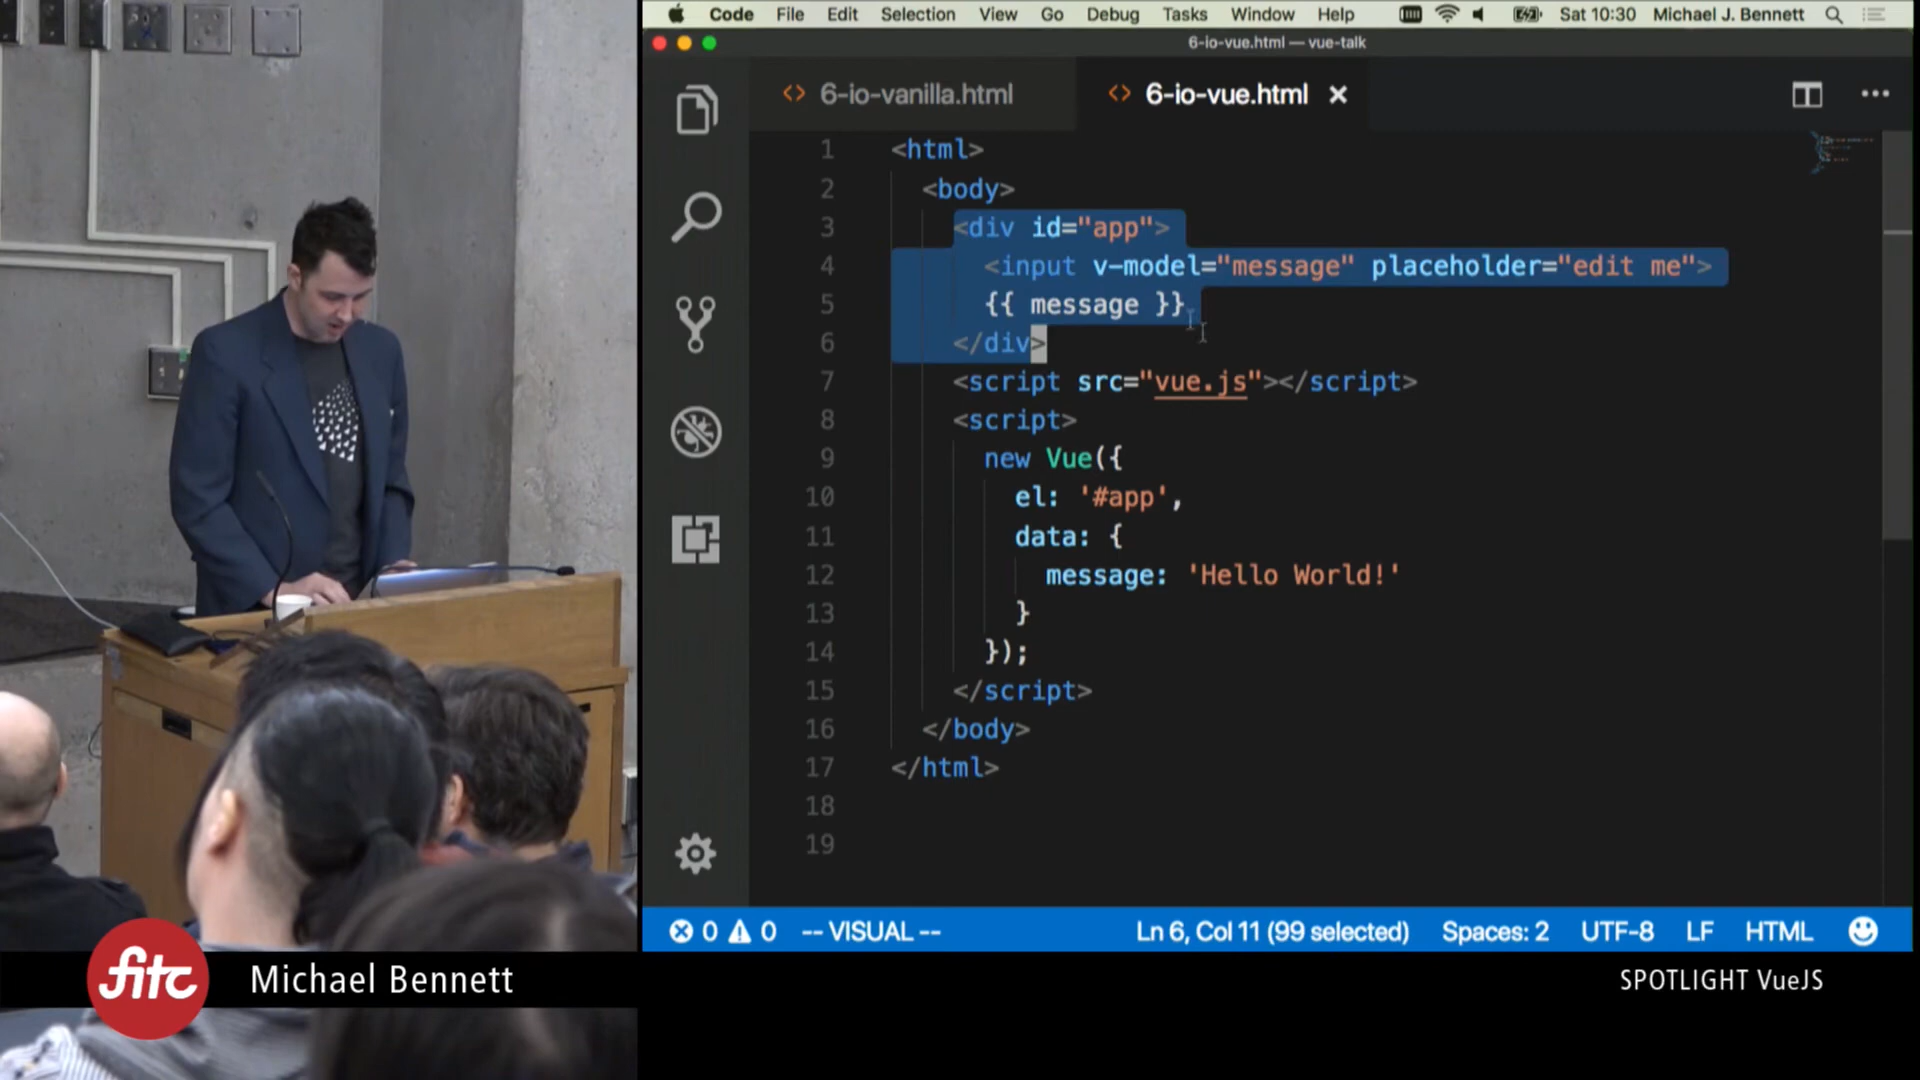 Code File Edit Selection View Go Debug Tasks Window Help Sat 10:30 Michael J. Bennett
6-io-vue.html — vue-talk
<> 6-io-vanilla.html <> 6-io-vue.html ×
1 <html>
2 <body>
3 <div id="app">
4 <input v-model="message" placeholder="edit me">
5 {{ message }}
6 </div>
7 <script src="vue.js"></script>
8 <script>
9 new Vue({
10 el: '#app',
11 data: {
12 message: 'Hello World!'
13 }
14 });
15 </script>
16 </body>
17 </html>
18
19
0 0 -- VISUAL -- Ln 6, Col 11 (99 selected) Spaces: 2 UTF-8 LF HTML
fitc Michael Bennett SPOTLIGHT VueJS